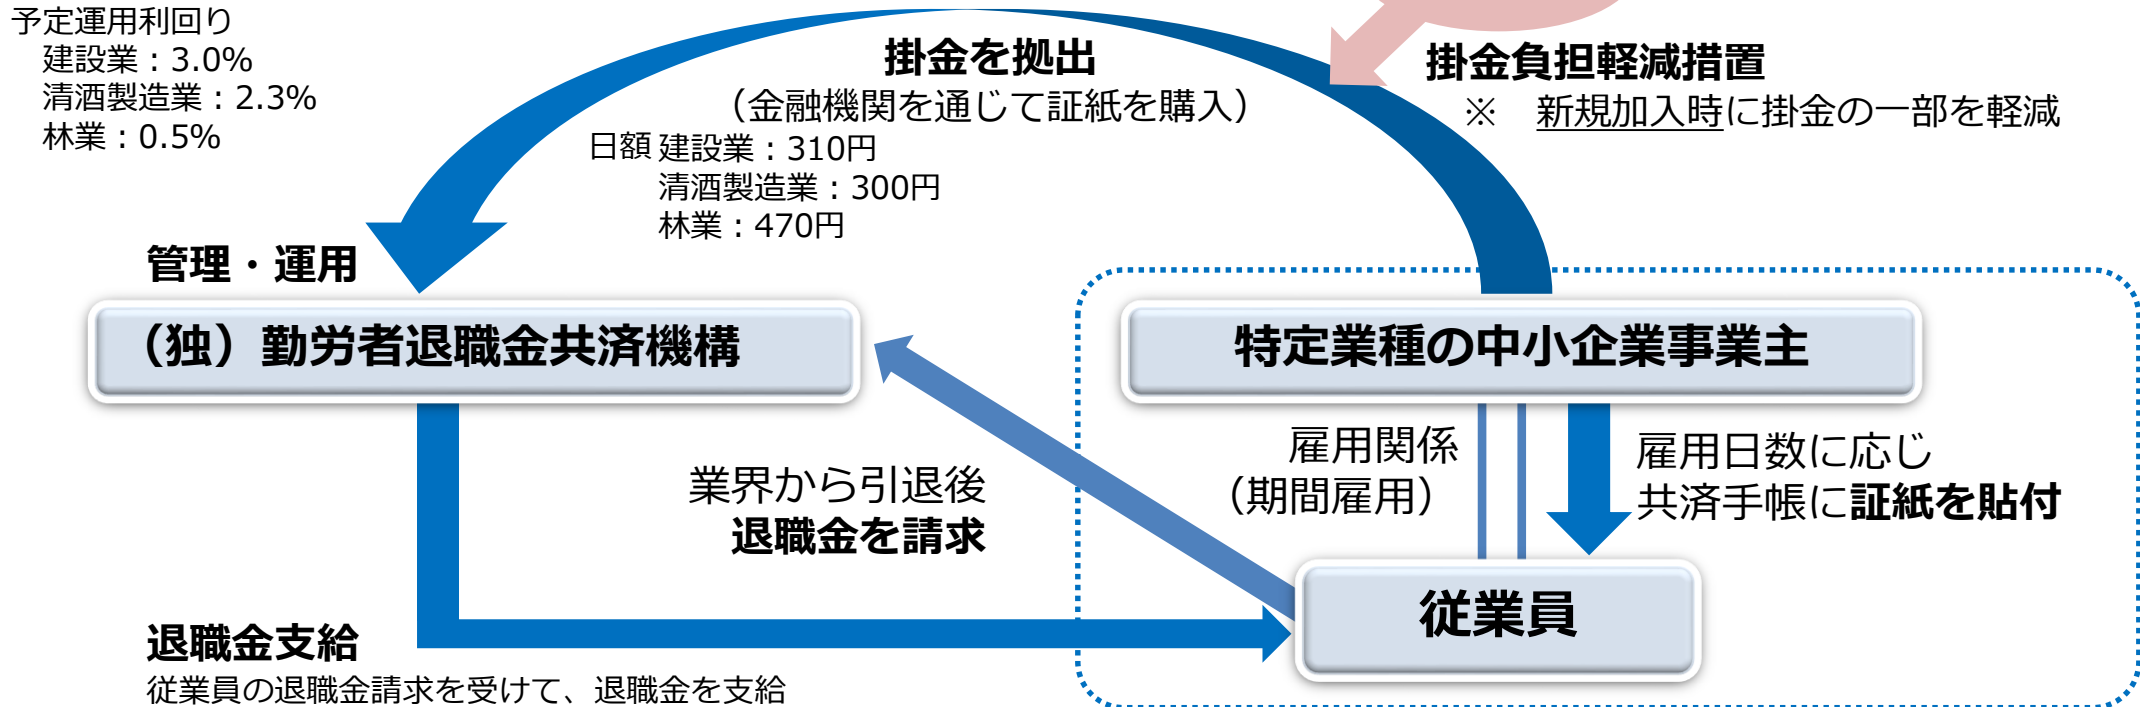 予定運用利回り
建設業：3.0%
清酒製造業：2.3%
林業：0.5%
掛金を拠出
（金融機関を通じて証紙を購入）
日額 建設業：310円
清酒製造業：300円
林業：470円
掛金負担軽減措置
※　新規加入時に掛金の一部を軽減
管理・運用
（独）勤労者退職金共済機構
特定業種の中小企業事業主
雇用関係
（期間雇用）
雇用日数に応じ
共済手帳に証紙を貼付
業界から引退後
退職金を請求
従業員
退職金支給
従業員の退職金請求を受けて、退職金を支給